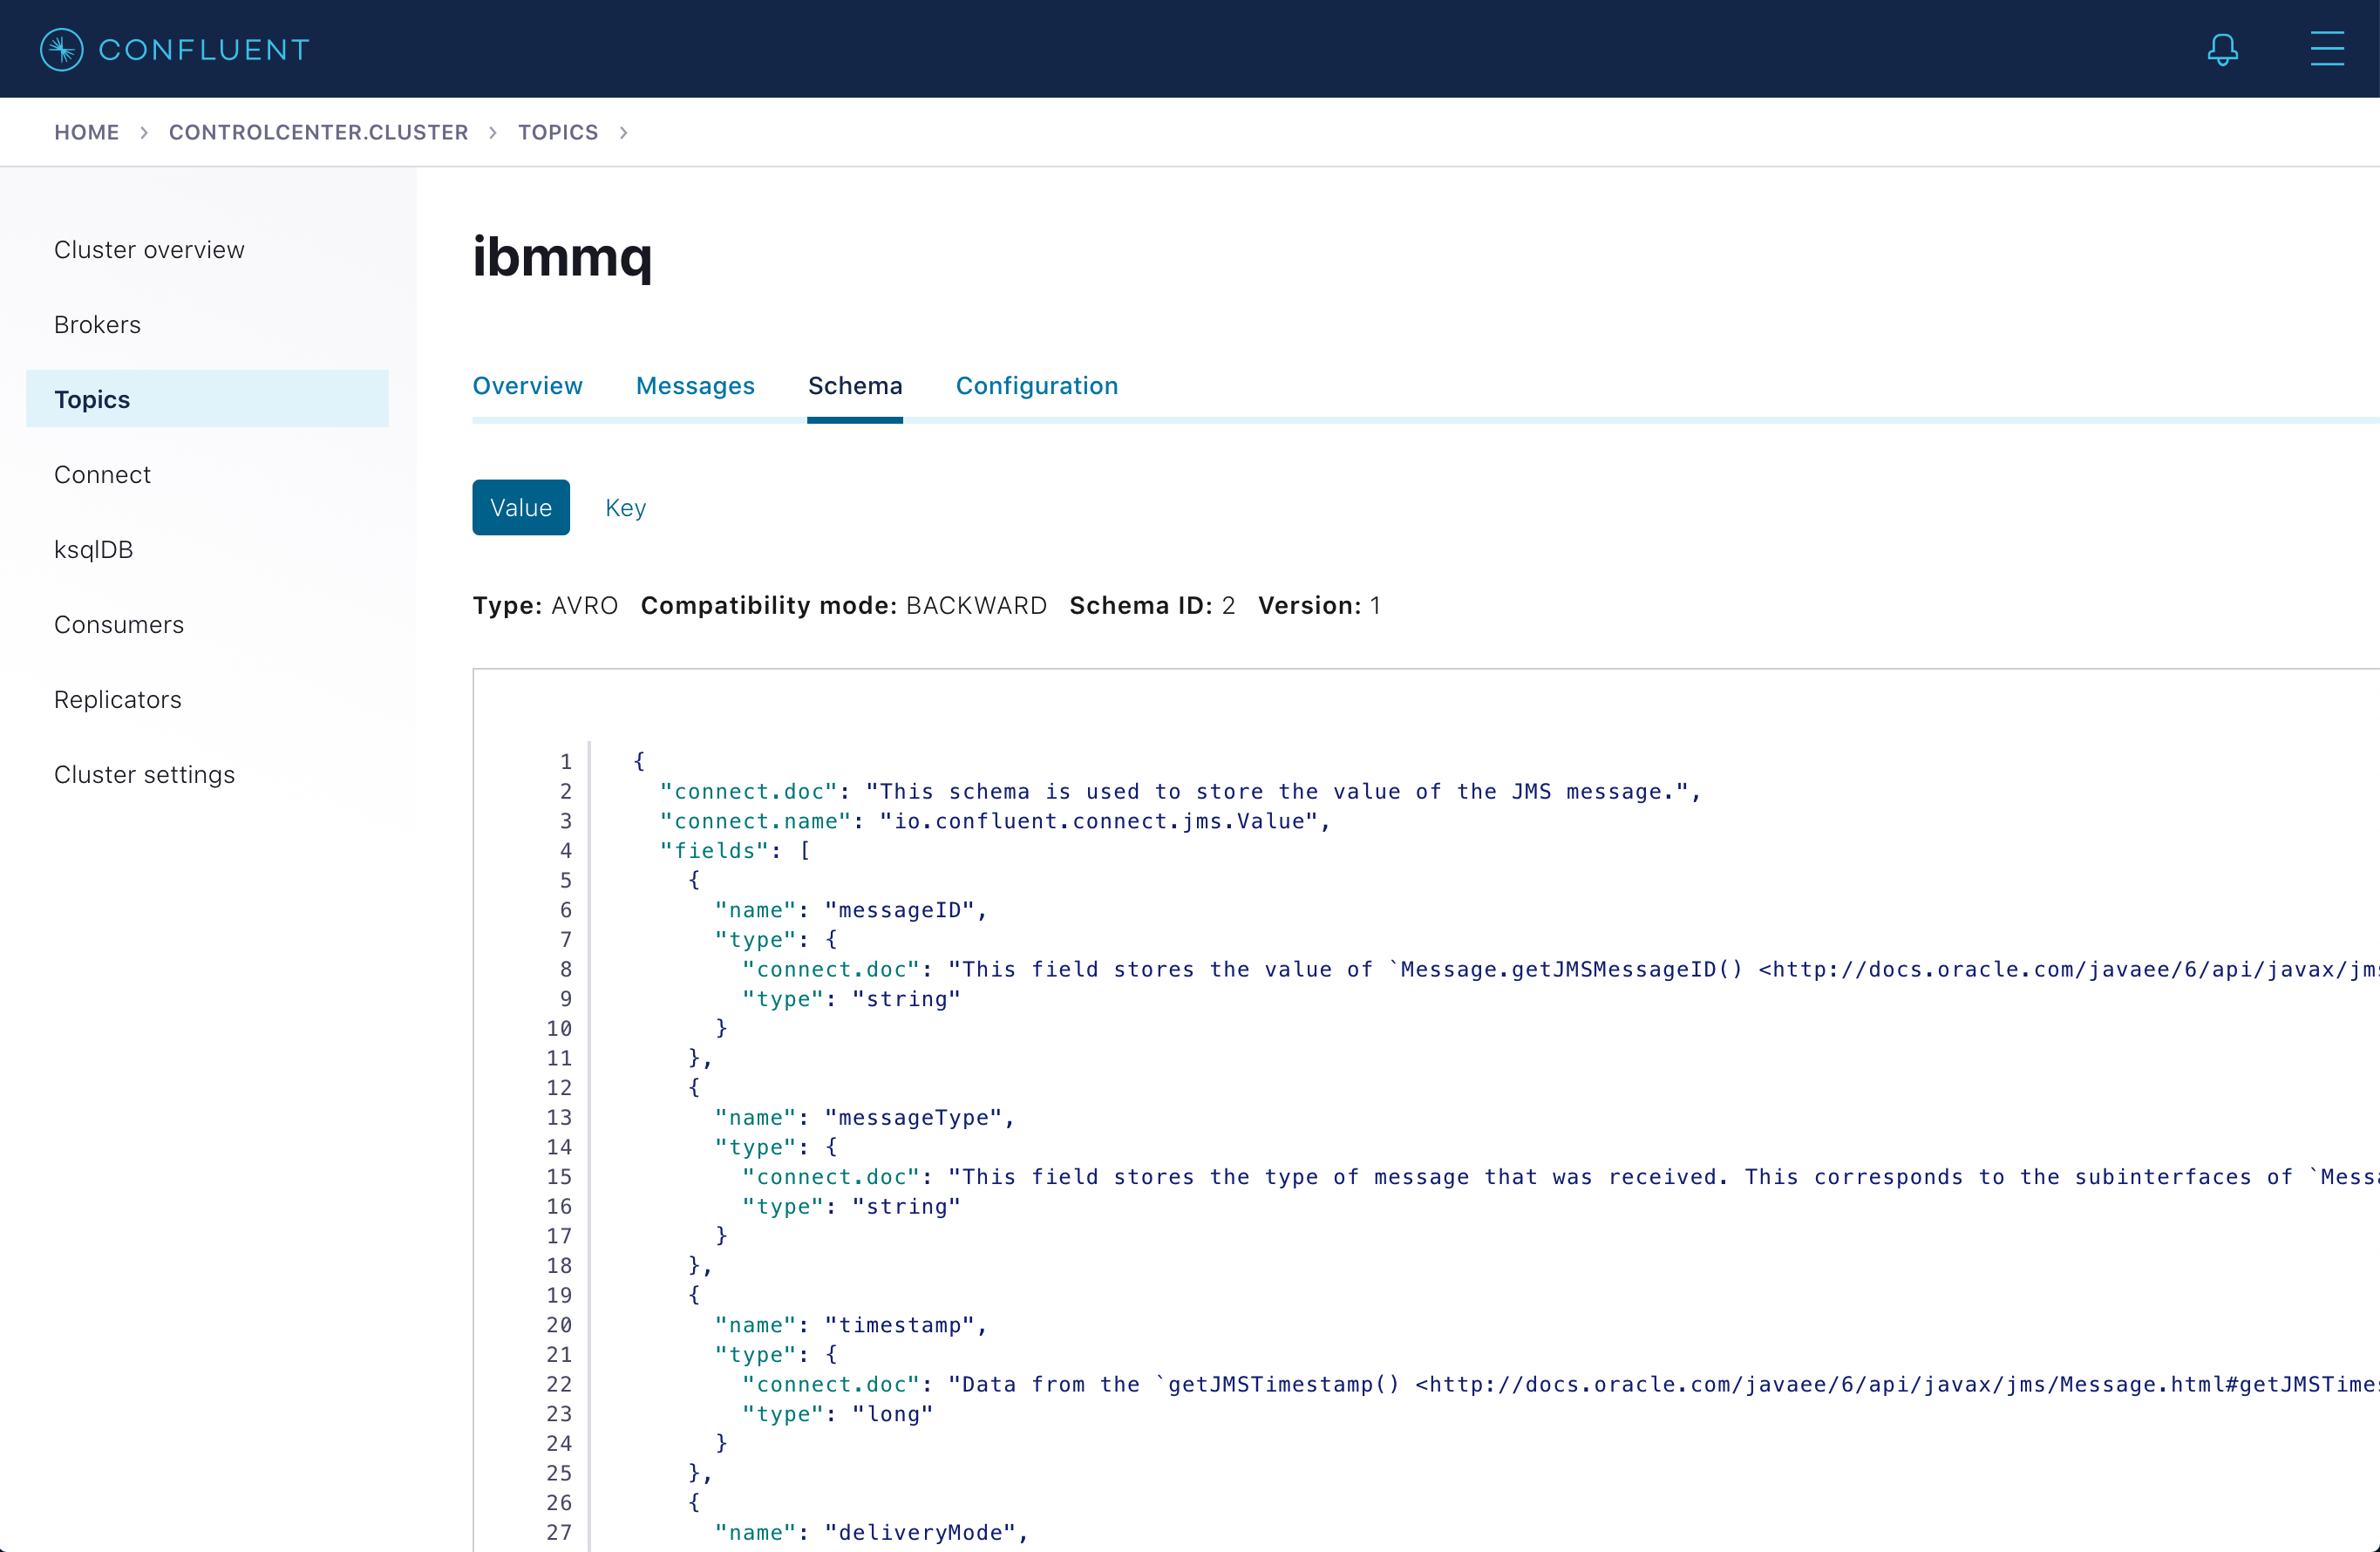 CONFLUENT
HOME > CONTROLCENTER.CLUSTER > TOPICS >
Cluster overview
Brokers
Topics
Connect
ksqlDB
Consumers
Replicators
Cluster settings
ibmmq
Overview Messages Schema Configuration
Value Key
Type: AVRO Compatibility mode: BACKWARD Schema ID: 2 Version: 1
1 {
2 "connect.doc": "This schema is used to store the value of the JMS message.",
3 "connect.name": "io.confluent.connect.jms.Value",
4 "fields": [
5 {
6 "name": "messageID",
7 "type": {
8 "connect.doc": "This field stores the value of `Message.getJMSMessageID() <http://docs.oracle.com/javaee/6/api/javax/jms
9 "type": "string"
10 }
11 },
12 {
13 "name": "messageType",
14 "type": {
15 "connect.doc": "This field stores the type of message that was received. This corresponds to the subinterfaces of `Messa
16 "type": "string"
17 }
18 },
19 {
20 "name": "timestamp",
21 "type": {
22 "connect.doc": "Data from the `getJMSTimestamp() <http://docs.oracle.com/javaee/6/api/javax/jms/Message.html#getJMSTimes
23 "type": "long"
24 }
25 },
26 {
27 "name": "deliveryMode",